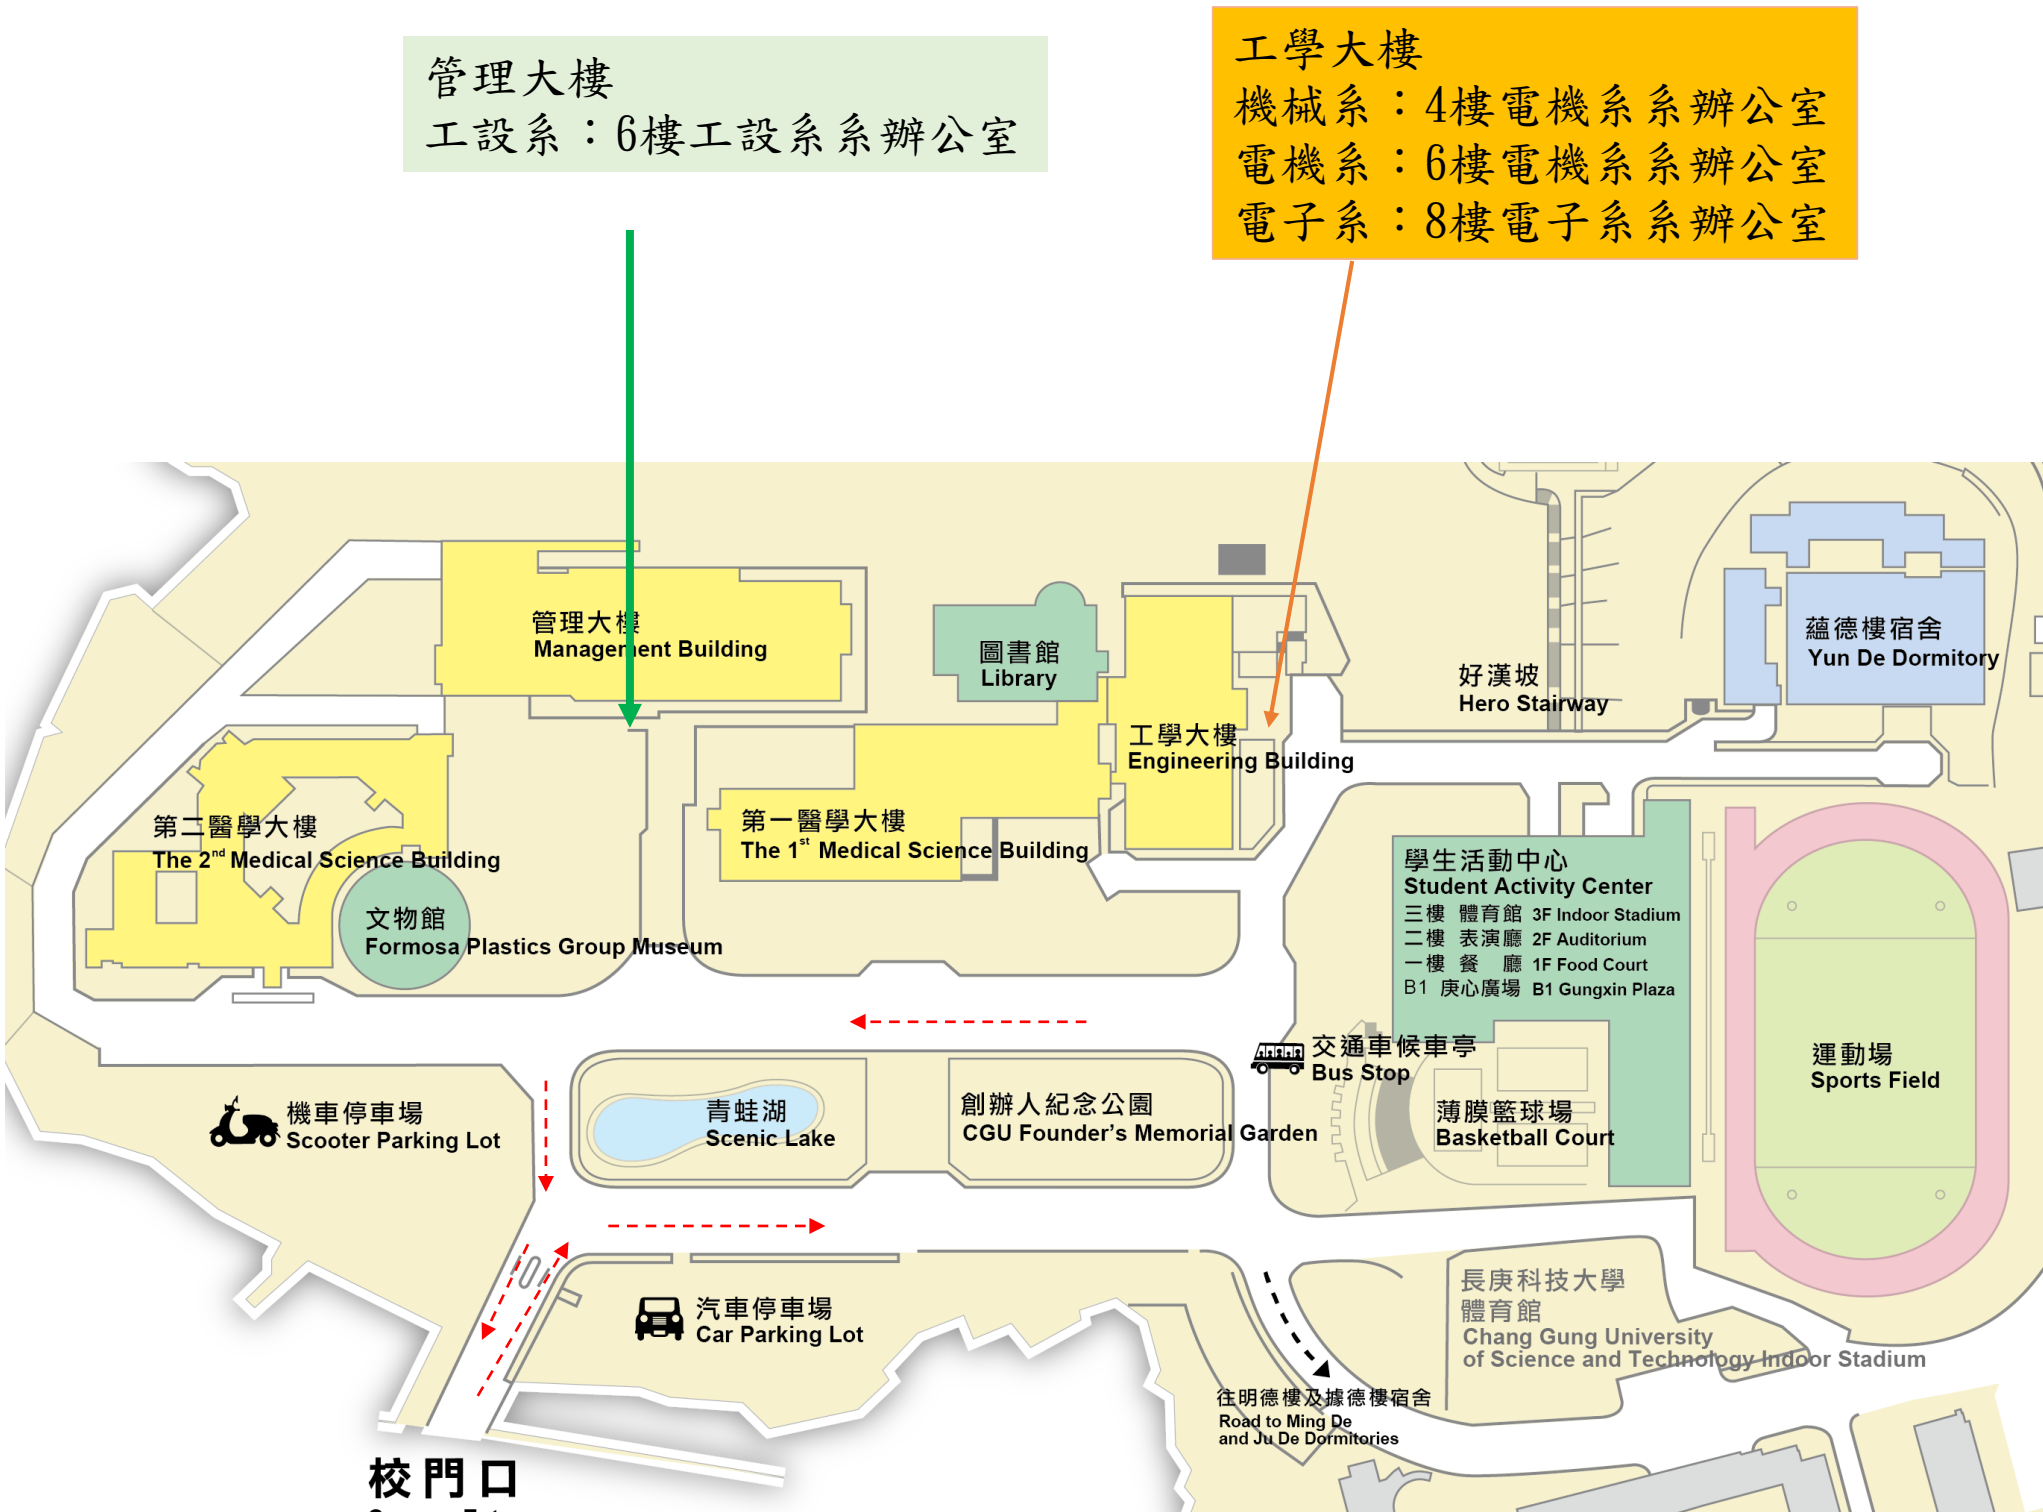 管理大樓
工設系：6樓工設系系辦公室
工學大樓
機械系：4樓電機系系辦公室
電機系：6樓電機系系辦公室
電子系：8樓電子系系辦公室
管理大樓
Management Building
圖書館
Library
蘊德樓宿舍
Yun De Dormitory
好漢坡
Hero Stairway
工學大樓
Engineering Building
第二醫學大樓
The 2nd Medical Science Building
第一醫學大樓
The 1st Medical Science Building
文物館
Formosa Plastics Group Museum
學生活動中心
Student Activity Center
三樓 體育館 3F Indoor Stadium
二樓 表演廳 2F Auditorium
一樓 餐 廳 1F Food Court
B1 庚心廣場 B1 Gungxin Plaza
交通車候車亭
Bus Stop
運動場
Sports Field
機車停車場
Scooter Parking Lot
青蛙湖
Scenic Lake
創辦人紀念公園
CGU Founder's Memorial Garden
薄膜籃球場
Basketball Court
汽車停車場
Car Parking Lot
長庚科技大學
體育館
Chang Gung University
of Science and Technology Indoor Stadium
往明德樓及據德樓宿舍
Road to Ming De
and Ju De Dormitories
校門口